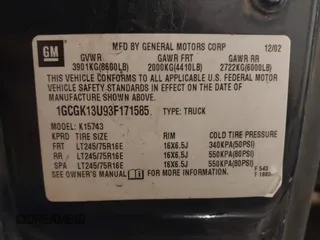 GM
MFD BY GENERAL MOTORS CORP 12/02
GVWR GAWR FRT GAWR RR
3901KG(8600LB) 2000KG(4410LB) 2722KG(6000LB)
THIS VEHICLE CONFORMS TO ALL APPLICABLE U.S. FEDERAL MOTOR
VEHICLE SAFETY STANDARDS IN EFFECT ON THE DATE OF
MANUFACTURE SHOWN ABOVE.
1GCGK13U93F171585 TYPE: TRUCK
MODEL: K15743
KPRD TIRE SIZE RIM COLD TIRE PRESSURE
FRT LT245/75R16E 16X6.5J 340KPA(50PSI)
RR LT245/75R16E 16X6.5J 550KPA(80PSI)
SPA LT245/75R16E 16X6.5J 550KPA(80PSI)
SEE OWNER'S MANUAL FOR ADDITIONAL INFORMATION.